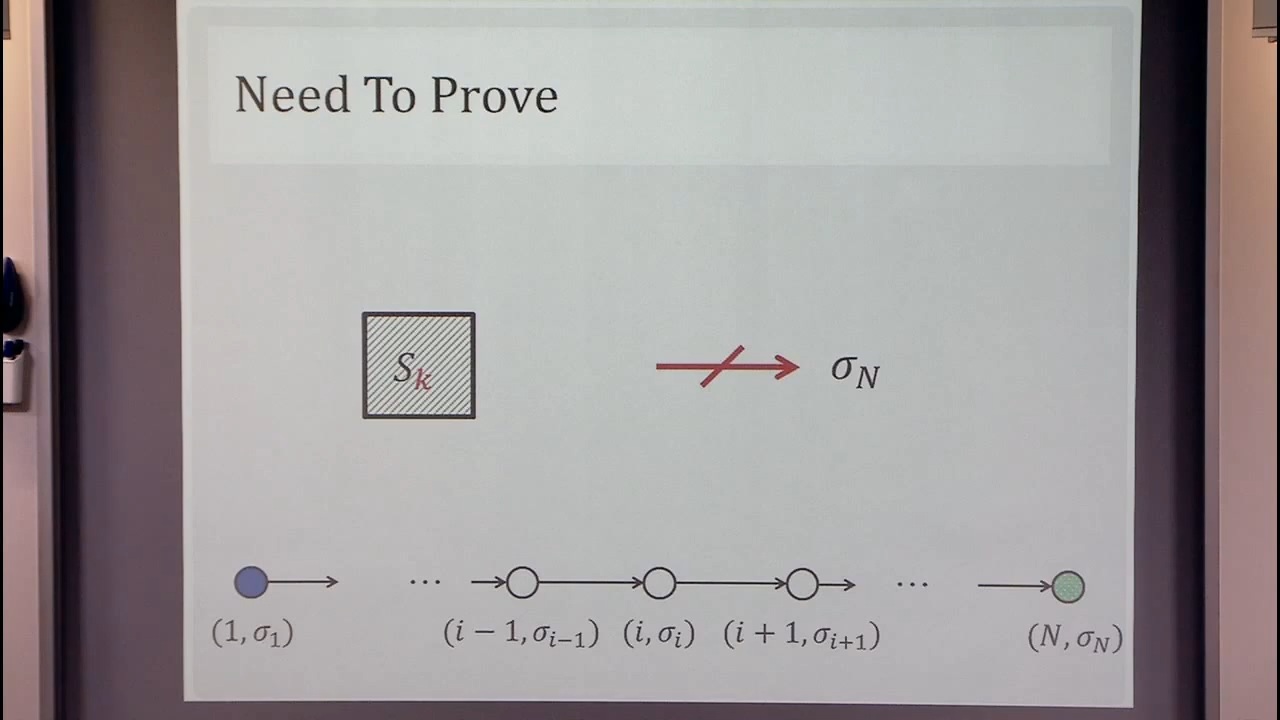 Need To Prove
S_k σ_N
... ...
(1, σ_1) (i − 1, σ_{i−1}) (i, σ_i) (i + 1, σ_{i+1}) (N, σ_N)